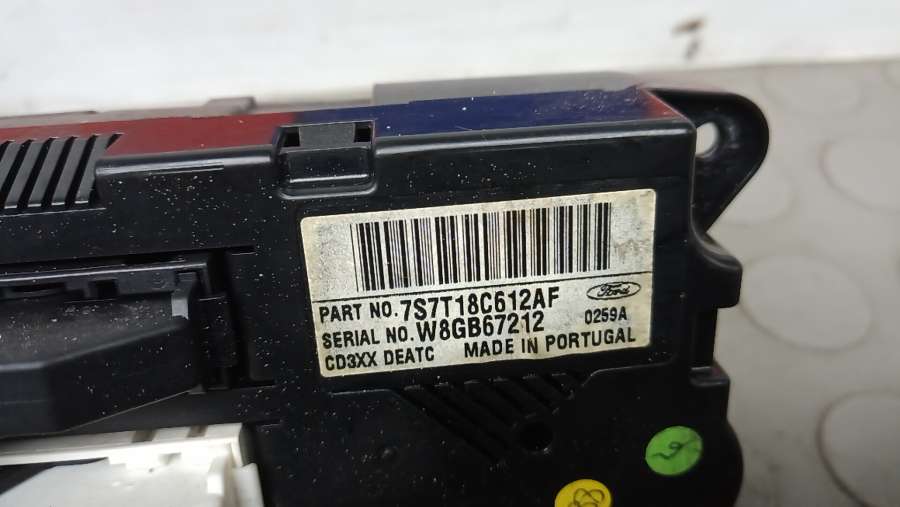 PART NO. 7S7T18C612AF
Ford
SERIAL NO. W8GB67212 0259A
CD3XX DEATC MADE IN PORTUGAL